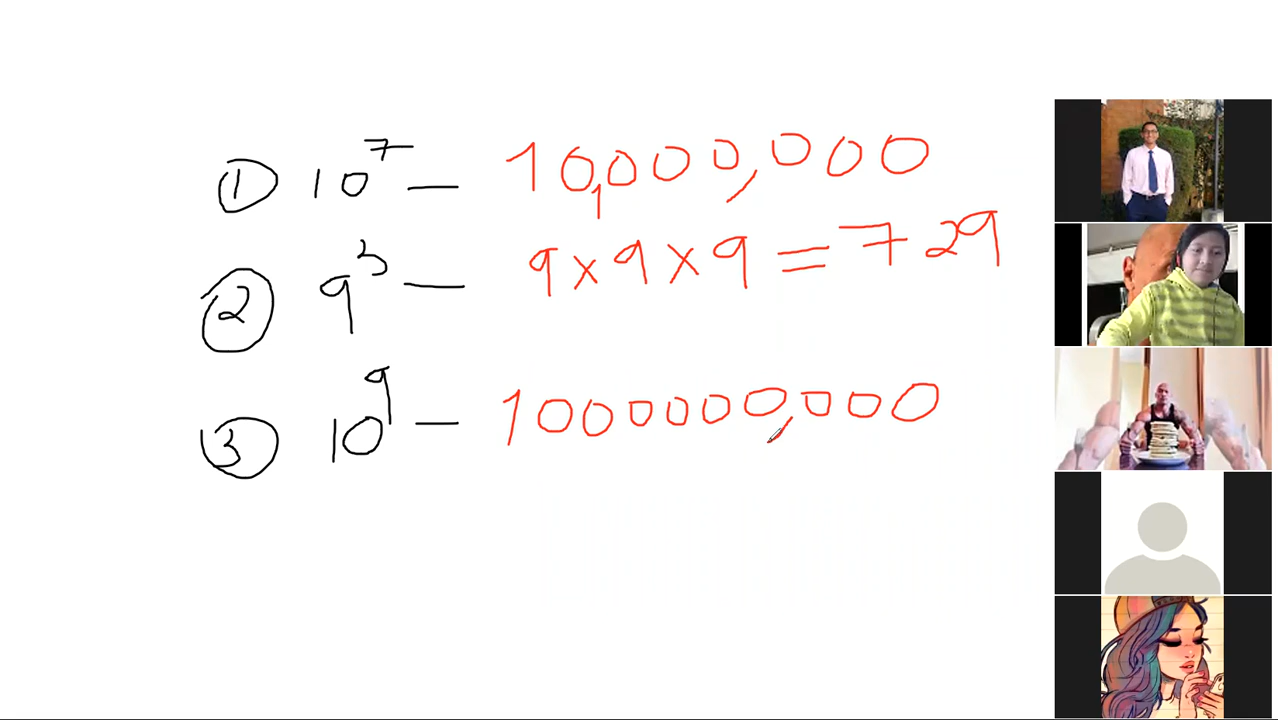 ① 10⁷ — 10,000,000
② 9³ — 9×9×9=729
③ 10⁹ — 1000000,000